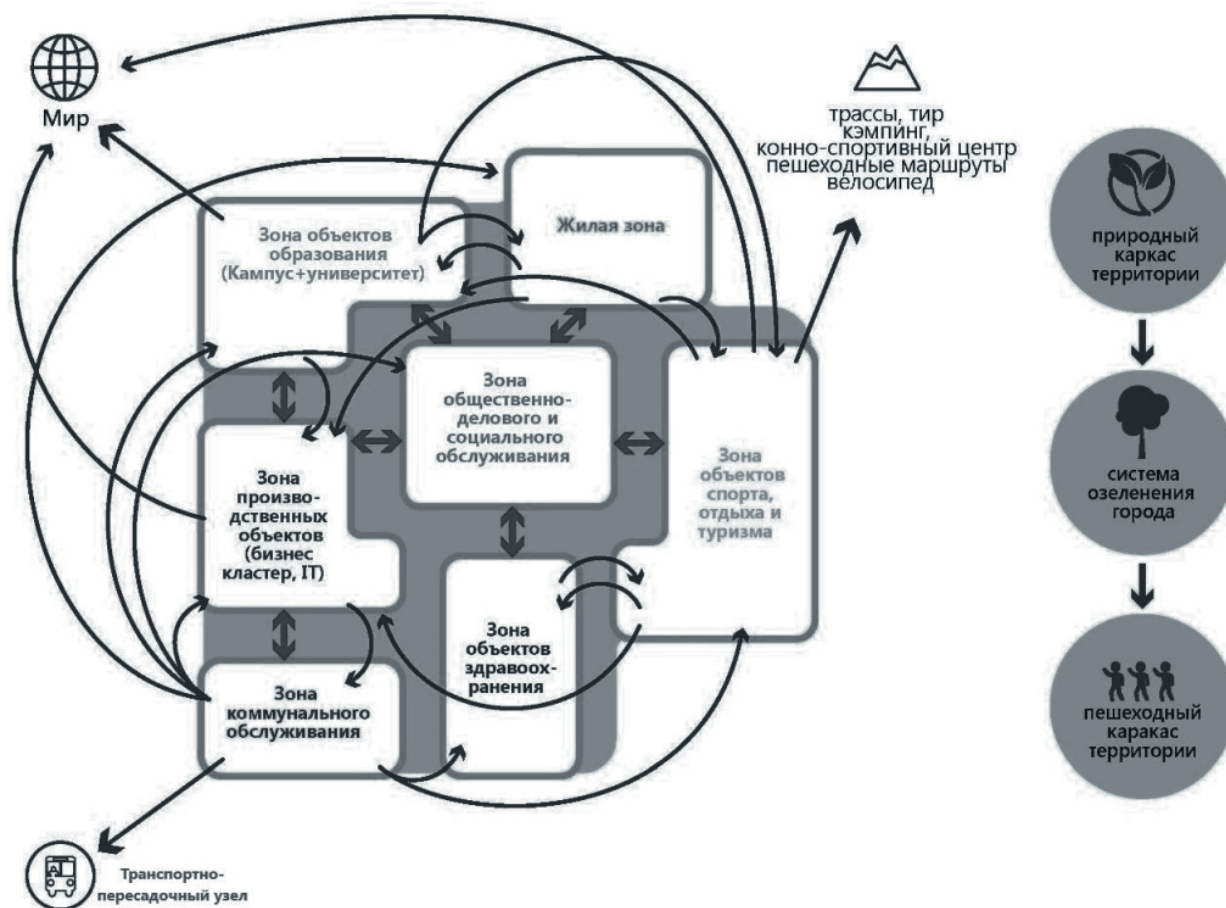 Мир
трассы, тир
кэмпинг,
конно-спортивный центр
пешеходные маршруты
велосипед
Зона объектов
образования
(Кампус+университет)
Жилая зона
Зона
общественно-
делового и
социального
обслуживания
Зона
объектов
спорта,
отдыха и
туризма
Зона
произво-
дственных
объектов
(бизнес
кластер, IT)
Зона
объектов
здравоох-
ранения
Зона
коммунального
обслуживания
Транспортно-
пересадочный узел
природный
каркас
территории
система
озеленения
города
пешеходный
каракас
территории